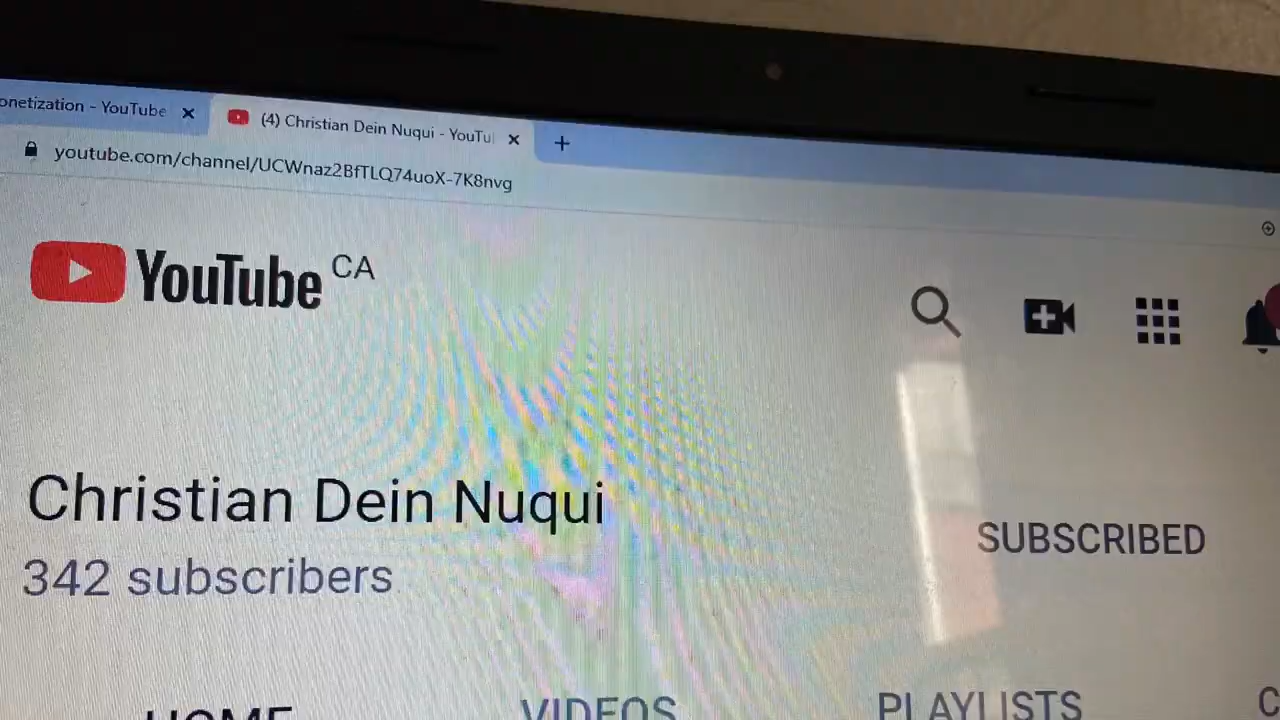 onetization - YouTube
(4) Christian Dein Nuqui - YouTu
youtube.com/channel/UCWnaz2BfTLQ74uoX-7K8nvg
YouTube CA
Christian Dein Nuqui
SUBSCRIBED
342 subscribers
HOME VIDEOS PLAYLISTS C